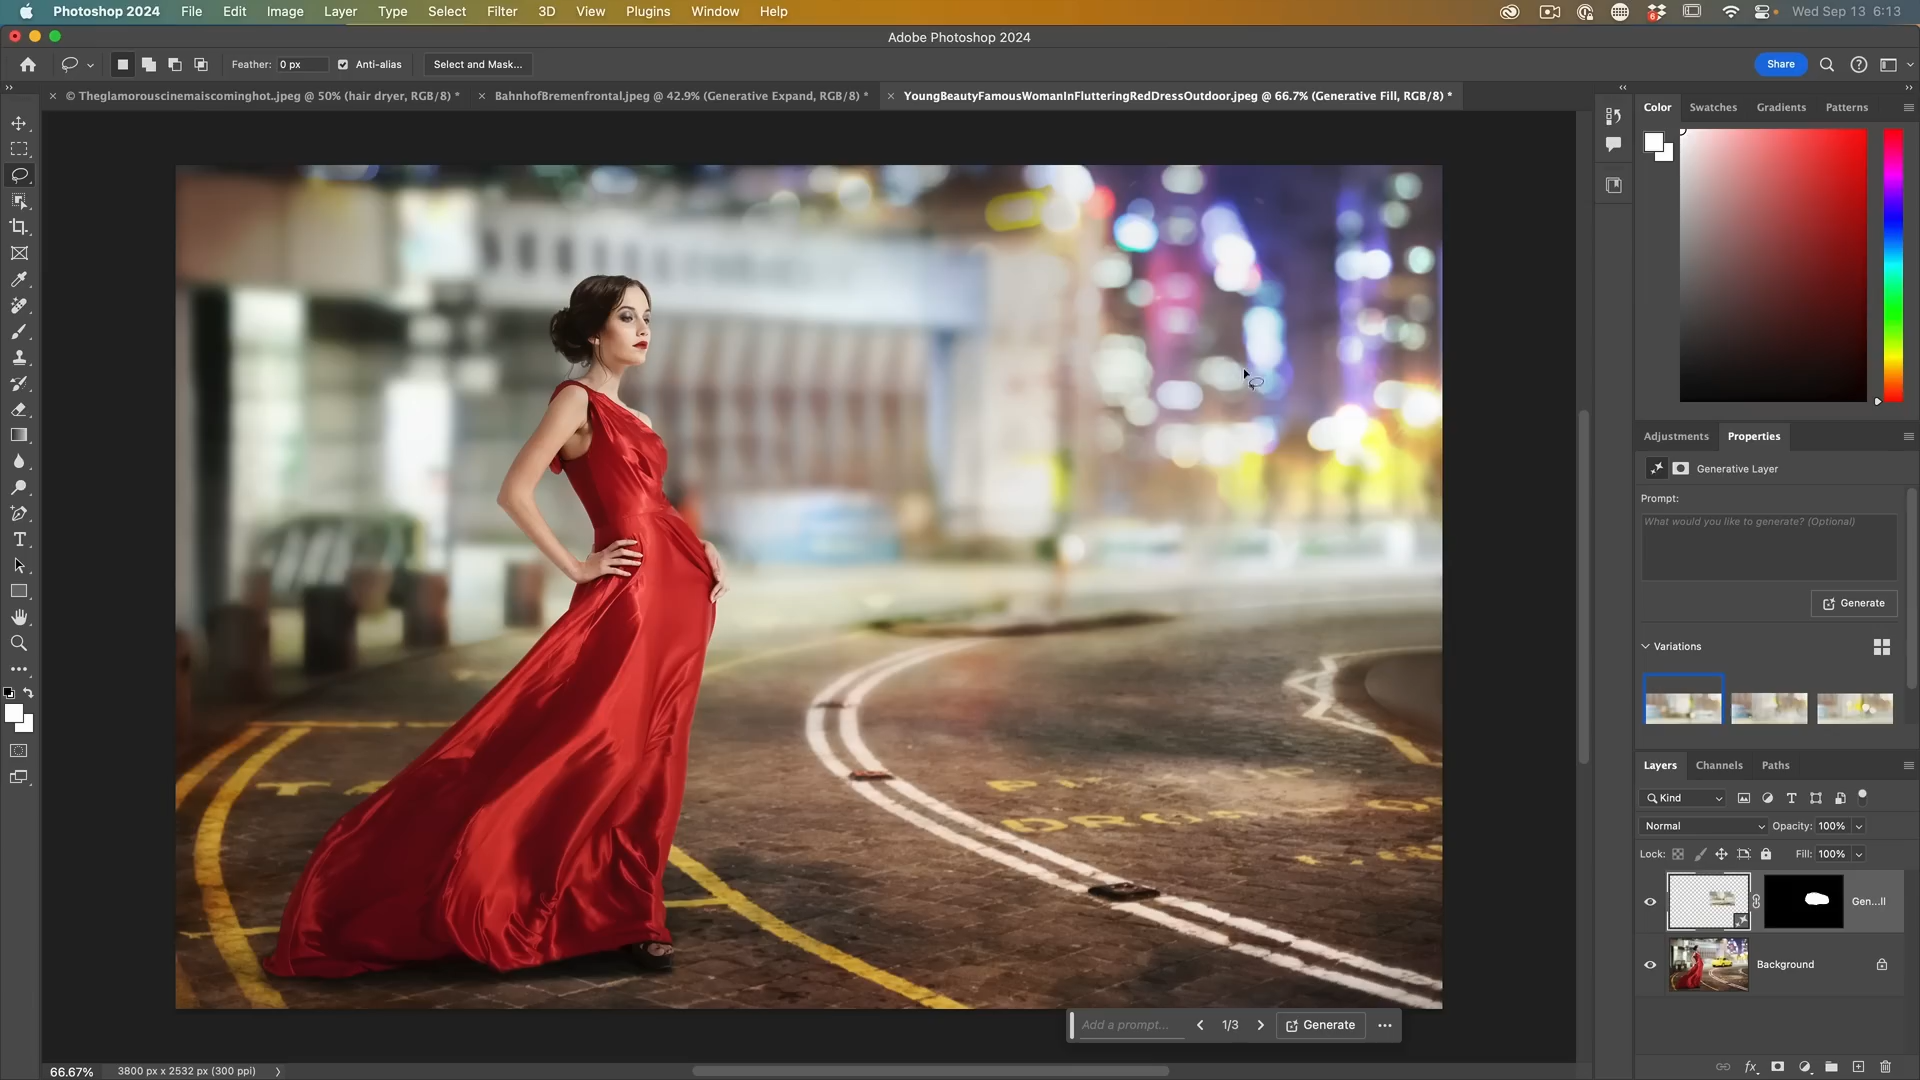 Photoshop 2024 File Edit Image Layer Type Select Filter 3D View Plugins Window Help
6
Wed Sep 13 6:13
Adobe Photoshop 2024
Feather: 0 px Anti-alias Select and Mask...
Share
© Theglamorouscinemaiscominghot..jpeg @ 50% (hair dryer, RGB/8) *
BahnhofBremenfrontal.jpeg @ 42.9% (Generative Expand, RGB/8) *
YoungBeautyFamousWomanInFlutteringRedDressOutdoor.jpeg @ 66.7% (Generative Fill, RGB/8) *
Color Swatches Gradients Patterns
Adjustments Properties
Generative Layer
Prompt:
What would you like to generate? (Optional)
Generate
Variations
Layers Channels Paths
Kind
Normal Opacity: 100%
Lock: Fill: 100%
Gen...ll
Background
Add a prompt... 1/3 Generate
66.67% 3800 px x 2532 px (300 ppi)